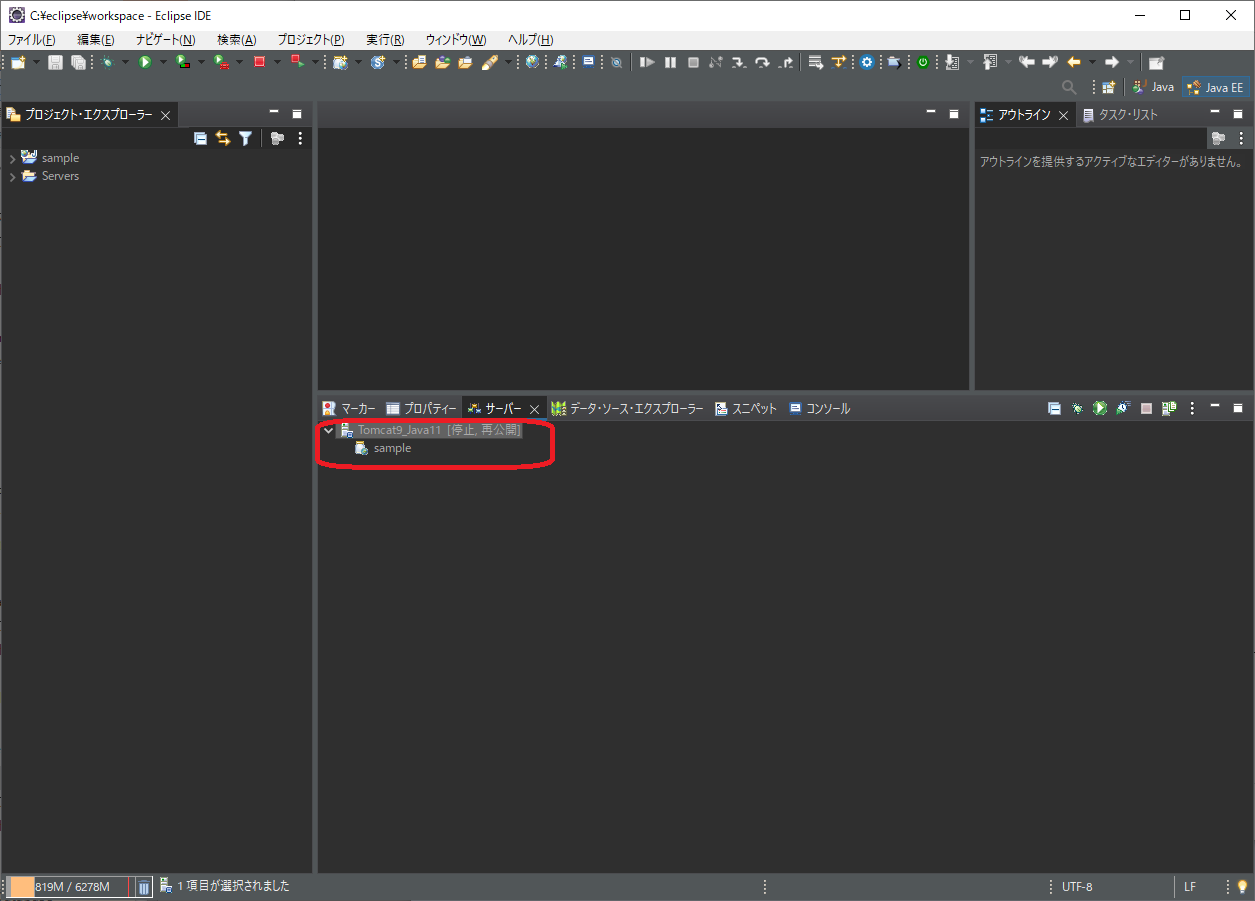 C:¥eclipse¥workspace - Eclipse IDE
ファイル(F) 編集(E) ナビゲート(N) 検索(A) プロジェクト(P) 実行(R) ウィンドウ(W) ヘルプ(H)
Java Java EE
プロジェクト・エクスプローラー
sample
Servers
アウトライン タスク・リスト
アウトラインを提供するアクティブなエディターがありません。
マーカー プロパティー サーバー データ・ソース・エクスプローラー スニペット コンソール
Tomcat9_Java11 [停止, 再公開]
sample
819M / 6278M 1 項目が選択されました UTF-8 LF